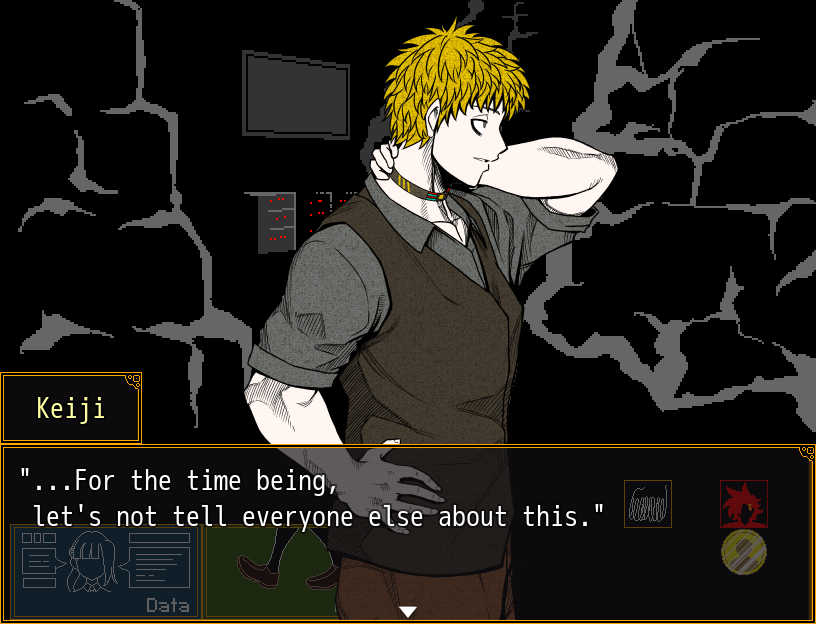 Keiji
"...For the time being,
let's not tell everyone else about this."
Data